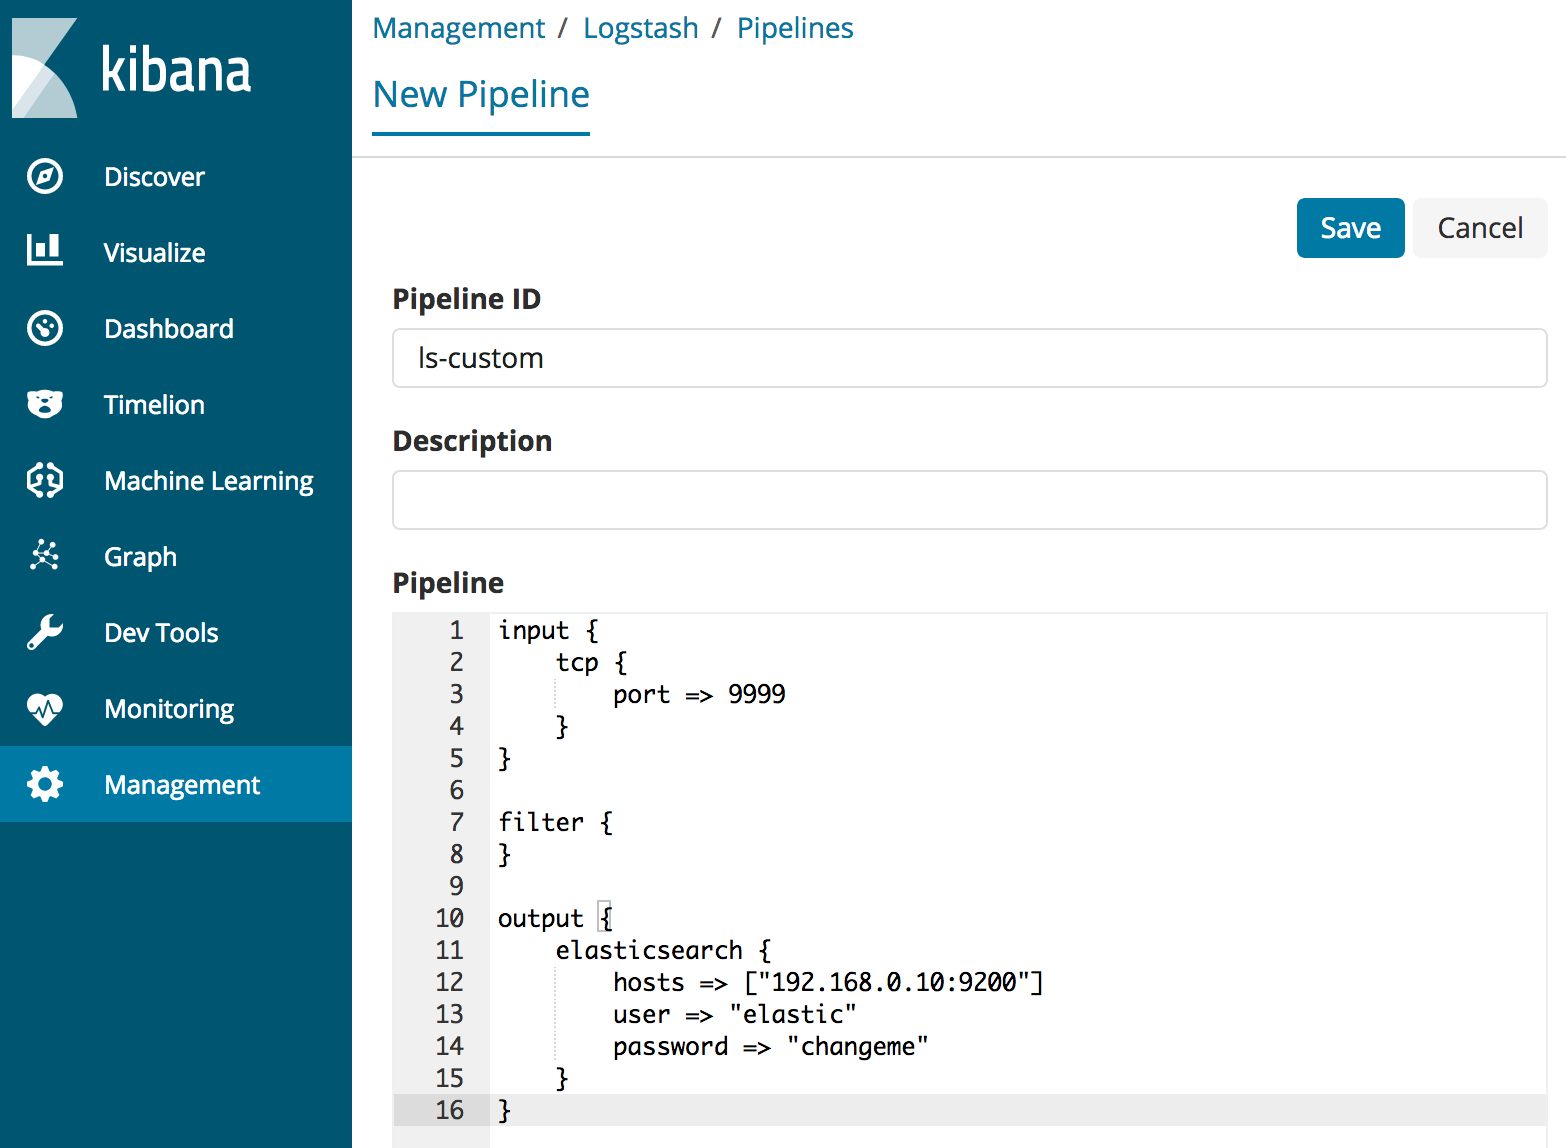 kibana
Discover
Visualize
Dashboard
Timelion
Machine Learning
Graph
Dev Tools
Monitoring
Management
Management / Logstash / Pipelines
New Pipeline
Save Cancel
Pipeline ID
ls-custom
Description
Pipeline
1 input {
2     tcp {
3         port => 9999
4     }
5 }
6
7 filter {
8 }
9
10 output {
11     elasticsearch {
12         hosts => ["192.168.0.10:9200"]
13         user => "elastic"
14         password => "changeme"
15     }
16 }